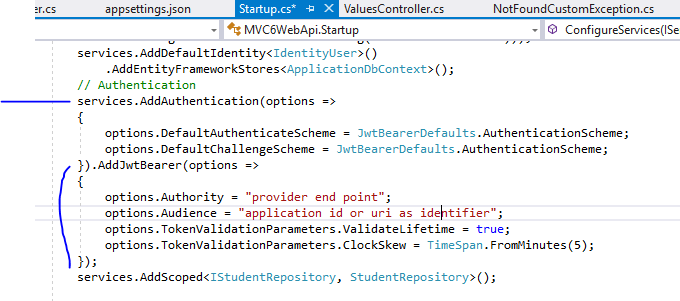 er.cs appsettings.json Startup.cs* ValuesController.cs NotFoundCustomException.cs
MVC6WebApi.Startup ConfigureServices(ISe
services.AddDefaultIdentity<IdentityUser>()
.AddEntityFrameworkStores<ApplicationDbContext>();
// Authentication
services.AddAuthentication(options =>
{
options.DefaultAuthenticateScheme = JwtBearerDefaults.AuthenticationScheme;
options.DefaultChallengeScheme = JwtBearerDefaults.AuthenticationScheme;
}).AddJwtBearer(options =>
{
options.Authority = "provider end point";
options.Audience = "application id or uri as identifier";
options.TokenValidationParameters.ValidateLifetime = true;
options.TokenValidationParameters.ClockSkew = TimeSpan.FromMinutes(5);
});
services.AddScoped<IStudentRepository, StudentRepository>();